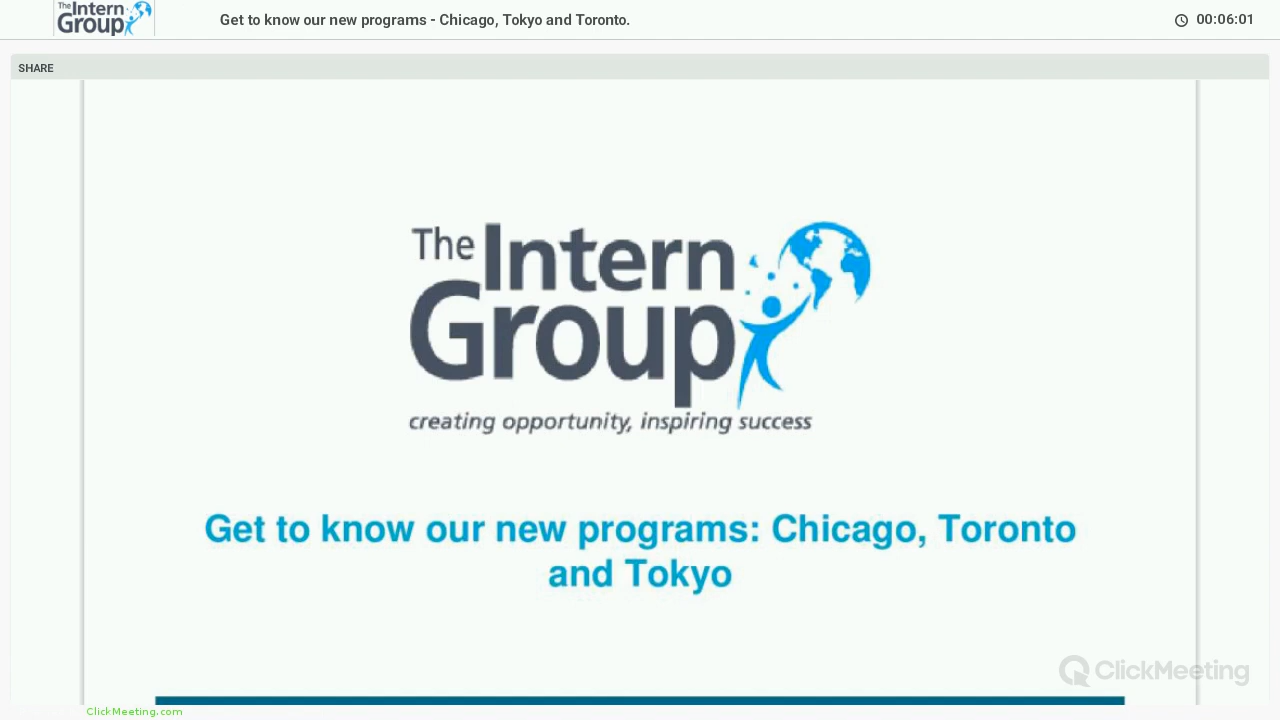 The Intern
Group
Get to know our new programs - Chicago, Tokyo and Toronto.
00:06:01
SHARE
The Intern
Group
creating opportunity, inspiring success
Get to know our new programs: Chicago, Toronto
and Tokyo
ClickMeeting
ClickMeeting.com